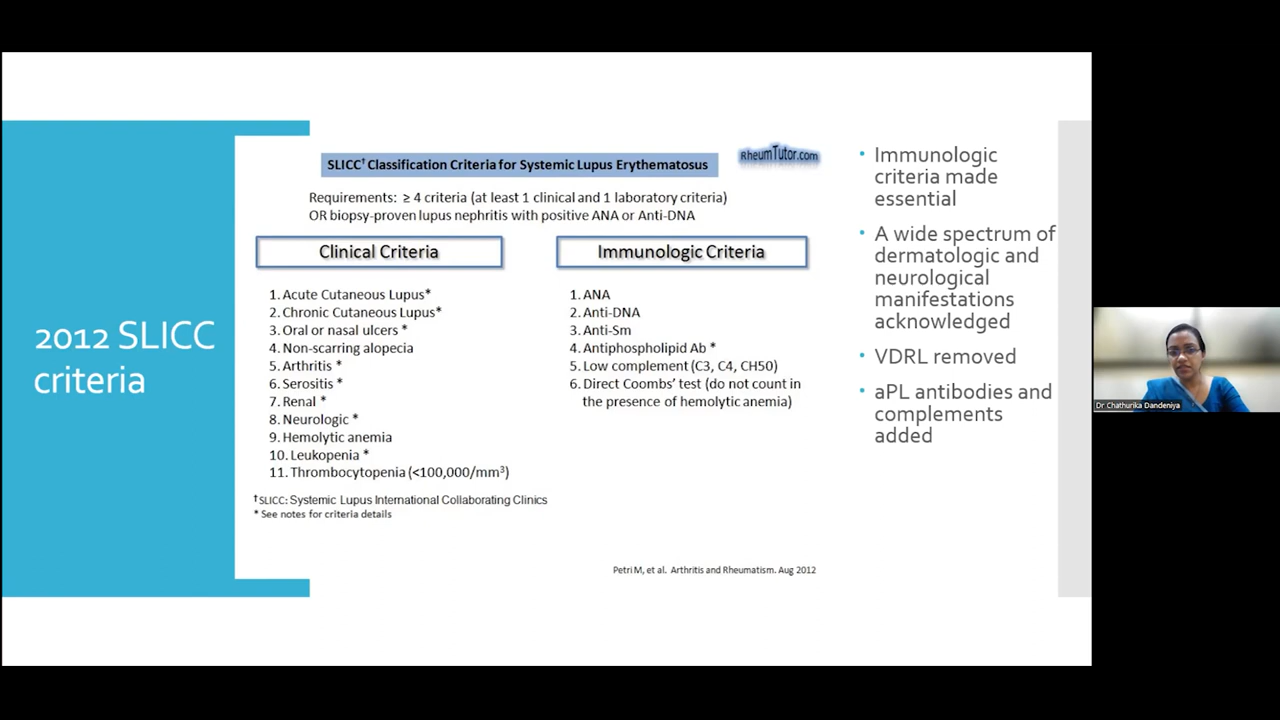 2012 SLICC
criteria
SLICC† Classification Criteria for Systemic Lupus Erythematosus
RheumTutor.com
Requirements: ≥ 4 criteria (at least 1 clinical and 1 laboratory criteria)
OR biopsy-proven lupus nephritis with positive ANA or Anti-DNA
Clinical Criteria
1. Acute Cutaneous Lupus*
2. Chronic Cutaneous Lupus*
3. Oral or nasal ulcers *
4. Non-scarring alopecia
5. Arthritis *
6. Serositis *
7. Renal *
8. Neurologic *
9. Hemolytic anemia
10. Leukopenia *
11. Thrombocytopenia (<100,000/mm³)
Immunologic Criteria
1. ANA
2. Anti-DNA
3. Anti-Sm
4. Antiphospholipid Ab *
5. Low complement (C3, C4, CH50)
6. Direct Coombs' test (do not count in
the presence of hemolytic anemia)
†SLICC: Systemic Lupus International Collaborating Clinics
* See notes for criteria details
Petri M, et al. Arthritis and Rheumatism. Aug 2012
• Immunologic
criteria made
essential
• A wide spectrum of
dermatologic and
neurological
manifestations
acknowledged
• VDRL removed
• aPL antibodies and
complements
added
Dr Chathurika Dandeniya